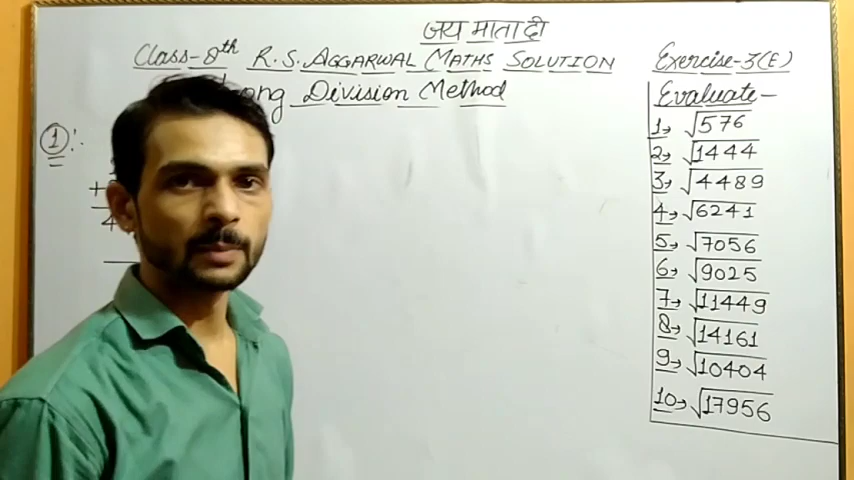 जय माता दी
Class-8th R.S. AGGARWAL MATHS SOLUTION
Division Method
①:-
+
4
Exercise-3(E)
Evaluate-
1→ √576
2→ √1444
3→ √4489
4→ √6241
5→ √7056
6→ √9025
7→ √11449
8→ √14161
9→ √10404
10→ √17956